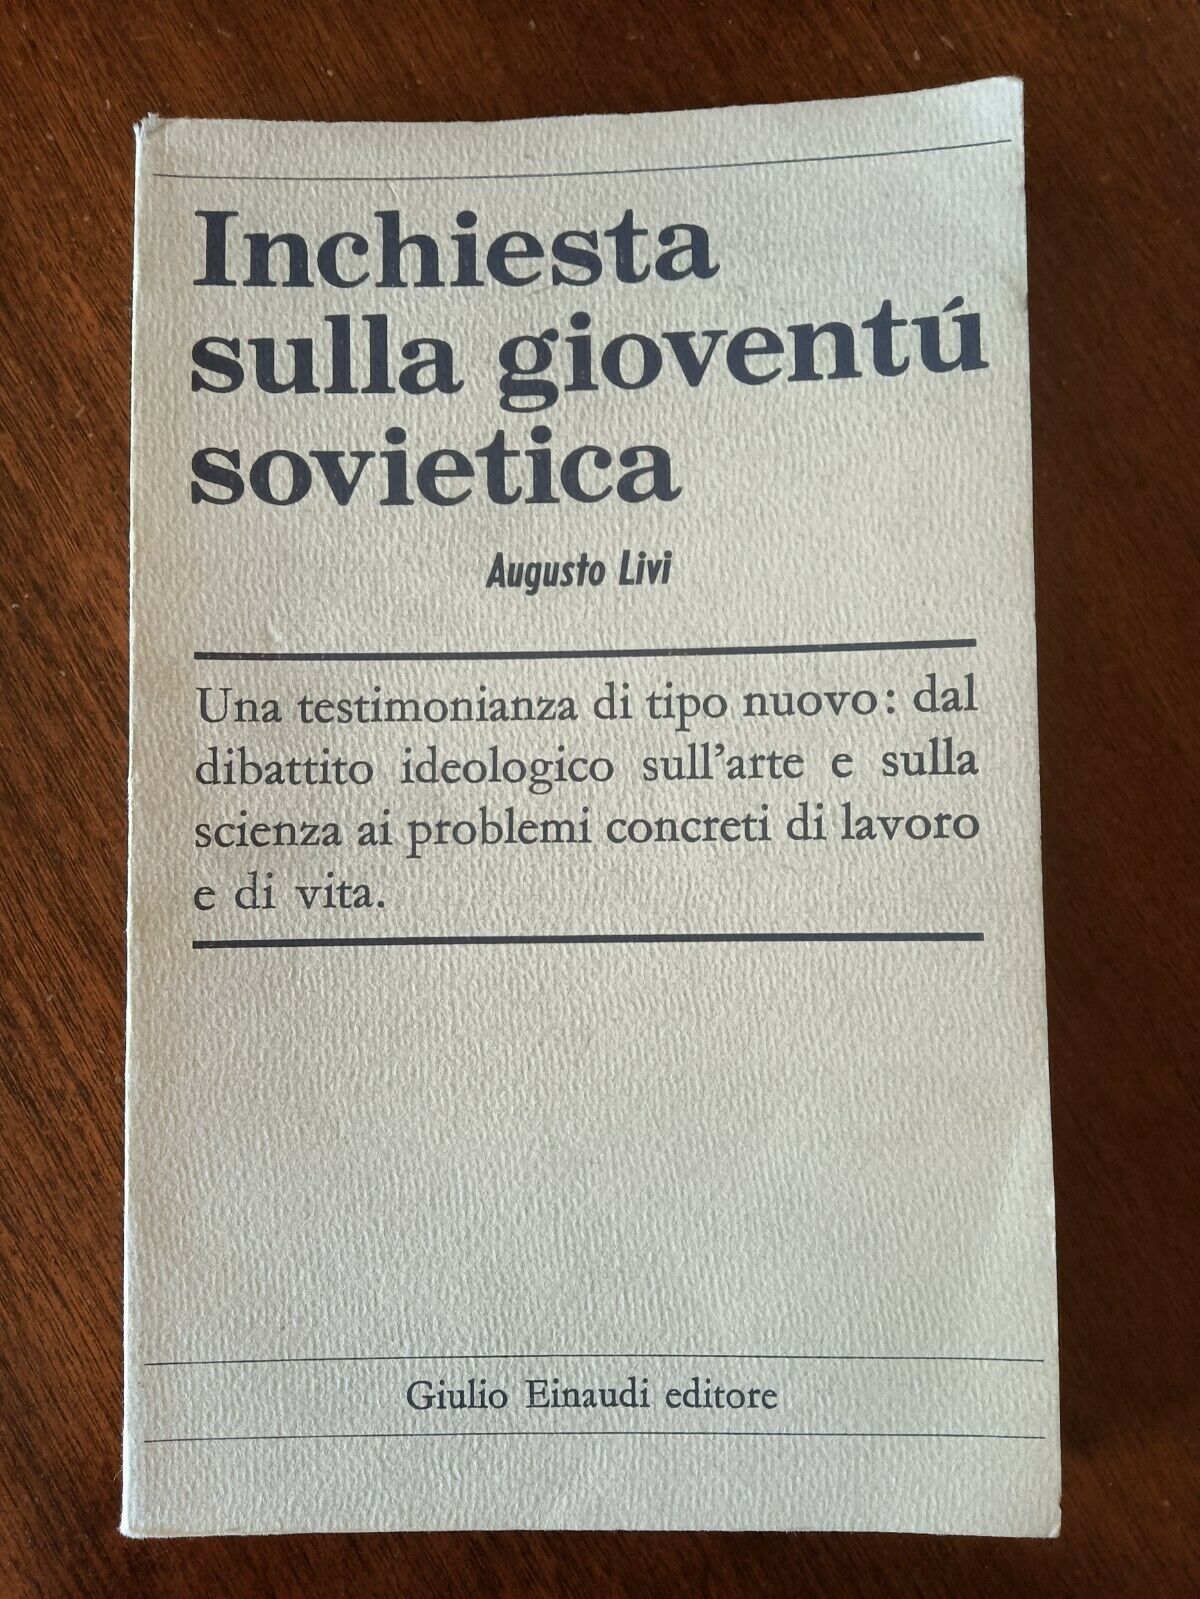 Inchiesta
sulla gioventú
sovietica
Augusto Livi
Una testimonianza di tipo nuovo: dal
dibattito ideologico sull'arte e sulla
scienza ai problemi concreti di lavoro
e di vita.
Giulio Einaudi editore